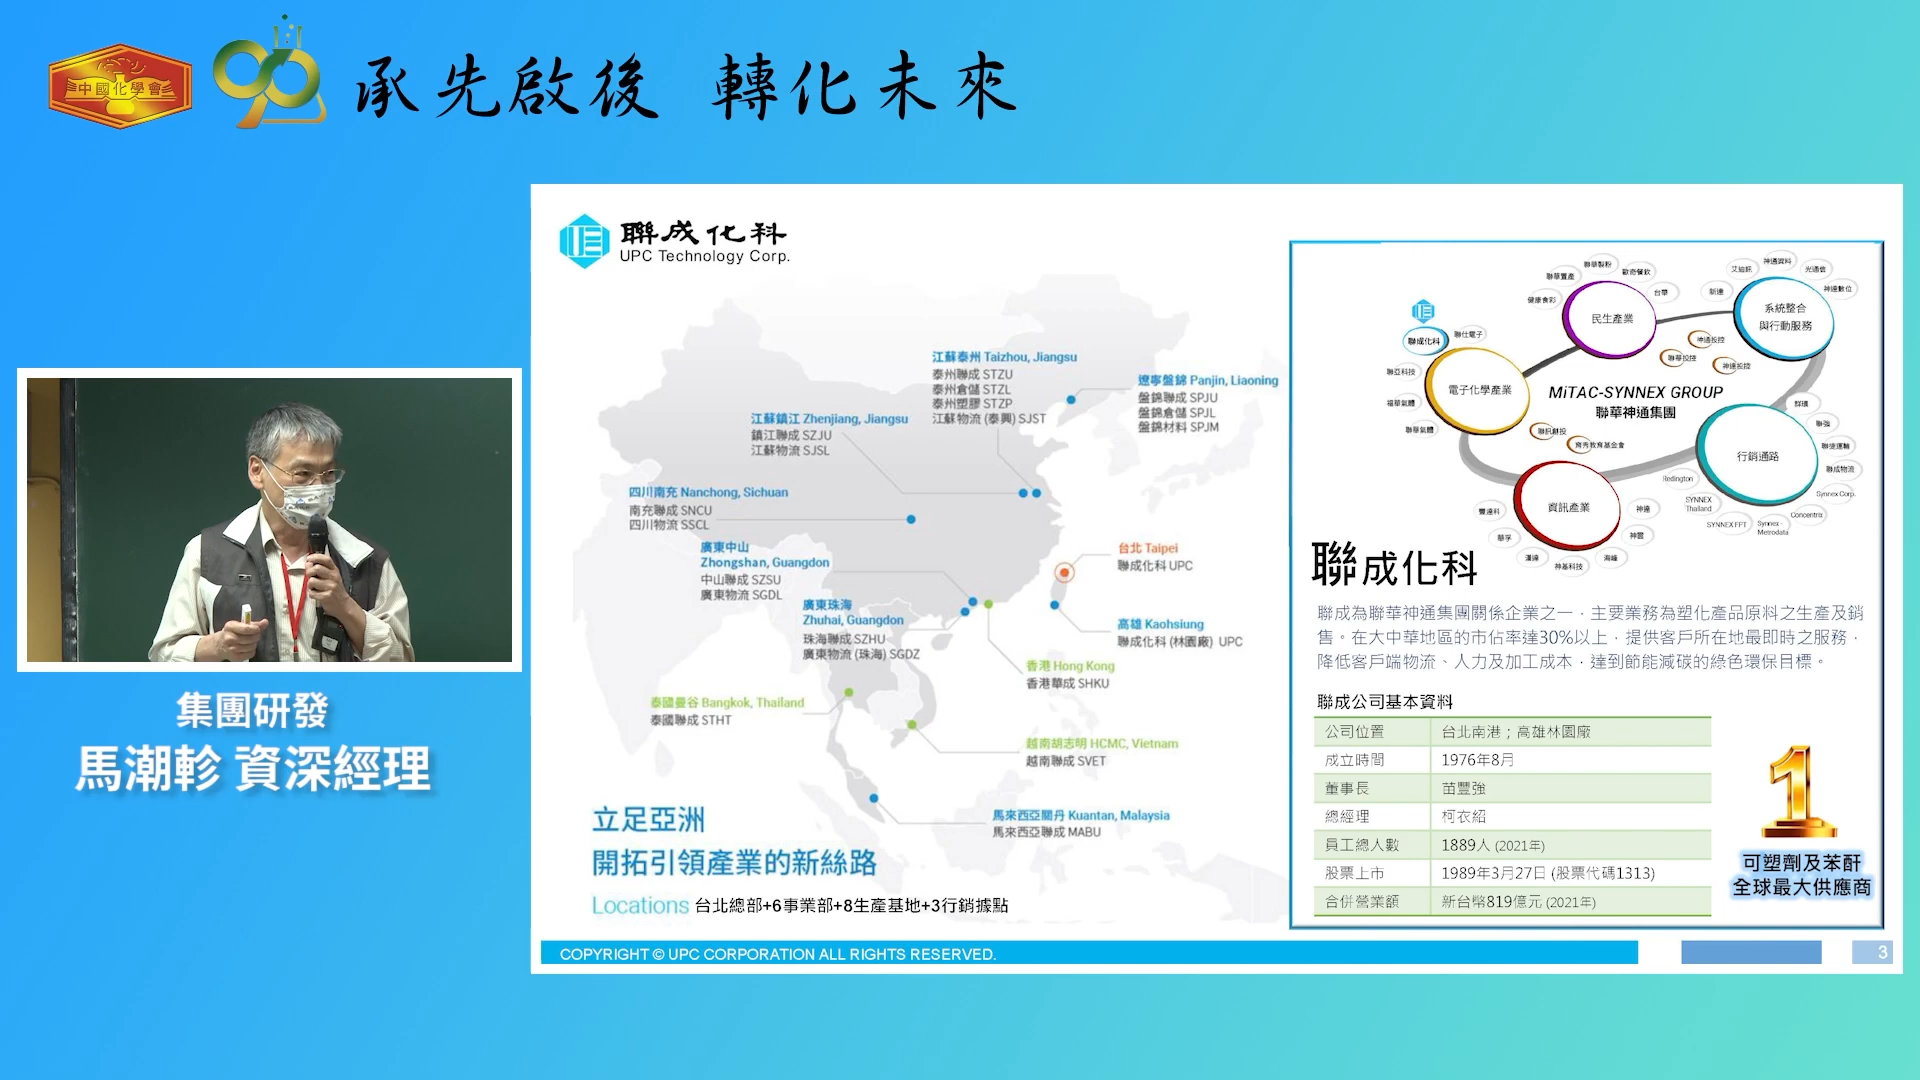 中國化學會
90
承先啟後 轉化未來
集團研發
馬潮軫 資深經理
聯成化科
UPC Technology Corp.
江蘇泰州 Taizhou, Jiangsu
泰州聯成 STZU
泰州倉儲 STZL
泰州塑膠 STZP
江蘇物流 (泰興) SJST
遼寧盤錦 Panjin, Liaoning
盤錦聯成 SPJU
盤錦倉儲 SPJL
盤錦材料 SPJM
江蘇鎮江 Zhenjiang, Jiangsu
鎮江聯成 SZJU
江蘇物流 SJSL
四川南充 Nanchong, Sichuan
南充聯成 SNCU
四川物流 SSCL
廣東中山
Zhongshan, Guangdon
中山聯成 SZSU
廣東物流 SGDL
廣東珠海
Zhuhai, Guangdon
珠海聯成 SZHU
廣東物流 (珠海) SGDZ
台北 Taipei
聯成化科 UPC
高雄 Kaohsiung
聯成化科 (林園廠) UPC
香港 Hong Kong
香港華成 SHKU
泰國曼谷 Bangkok, Thailand
泰國聯成 STHT
越南胡志明 HCMC, Vietnam
越南聯成 SVET
馬來西亞關丹 Kuantan, Malaysia
馬來西亞聯成 MABU
立足亞洲
開拓引領產業的新絲路
Locations 台北總部+6事業部+8生產基地+3行銷據點
聯華製粉
聯華置產
歐奇餐飲
健康食彩
台華
民生產業
艾迪訊
神通資料
光通信
新達
神達數位
系統整合
與行動服務
聯成化科
聯仕電子
神通投控
聯華投控
神達投控
聯亞科技
電子化學產業
福華氣體
聯華氣體
MiTAC-SYNNEX GROUP
聯華神通集團
聯訊創投
育秀教育基金會
群環
聯強
聯達運輸
聯成物流
行銷通路
Redington
SYNNEX
Thailand
SYNNEX FPT
Synnex -
Metrodata
Concentrix
Synnex Corp.
資訊產業
豐達科
華孚
漢達
神基科技
海峰
神雲
神達
聯成化科
聯成為聯華神通集團關係企業之一，主要業務為塑化產品原料之生產及銷
售。在大中華地區的市佔率達30%以上，提供客戶所在地最即時之服務，
降低客戶端物流、人力及加工成本，達到節能減碳的綠色環保目標。
聯成公司基本資料
公司位置 台北南港；高雄林園廠
成立時間 1976年8月
董事長 苗豐強
總經理 柯衣紹
員工總人數 1889人 (2021年)
股票上市 1989年3月27日 (股票代碼1313)
合併營業額 新台幣819億元 (2021年)
1
可塑劑及苯酐
全球最大供應商
COPYRIGHT © UPC CORPORATION ALL RIGHTS RESERVED.
3